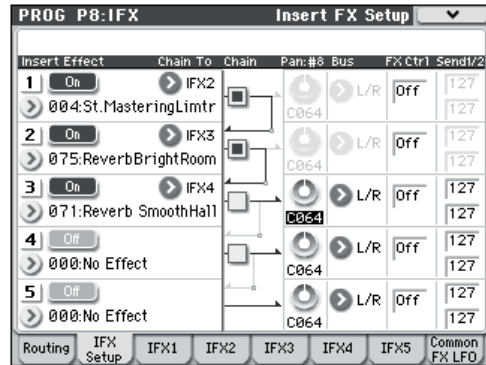 PROG P8:IFX Insert FX Setup
Insert Effect Chain To Chain Pan:#8 Bus FX Ctrl Send1/2
1 On IFX2 L/R Off 127
004:St.MasteringLimtr C064 127
2 On IFX3 L/R Off 127
075:ReverbBrightRoom C064 127
3 On IFX4 L/R Off 127
071:Reverb SmoothHall C064 127
4 Off L/R Off 127
000:No Effect C064 127
5 Off L/R Off 127
000:No Effect C064 127
Routing IFX Setup IFX1 IFX2 IFX3 IFX4 IFX5 Common FX LFO